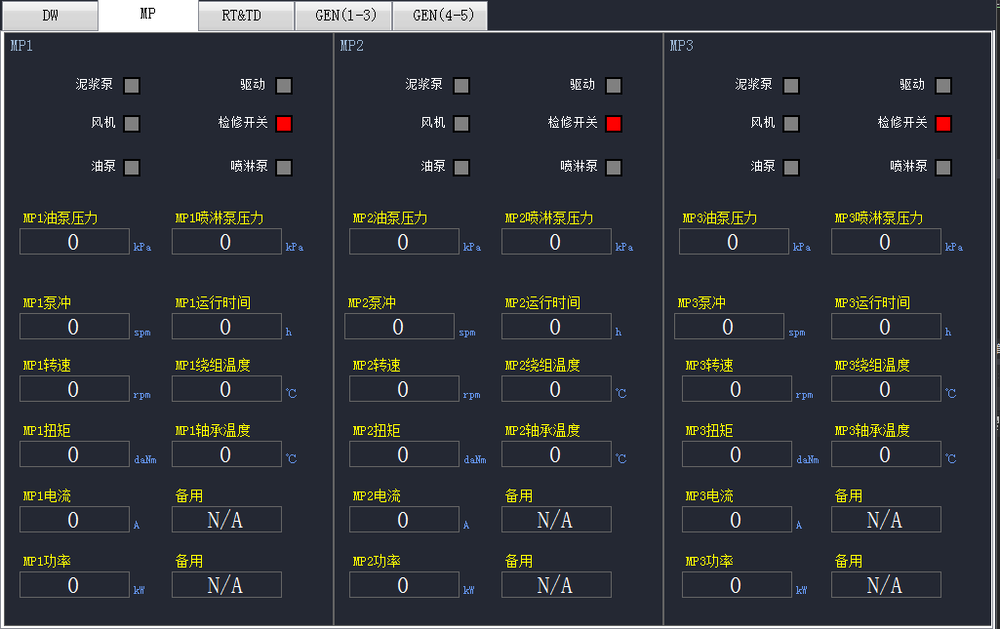 DW MP RT&TD GEN(1-3) GEN(4-5)
MP1 MP2 MP3
泥浆泵 驱动 泥浆泵 驱动 泥浆泵 驱动
风机 检修开关 风机 检修开关 风机 检修开关
油泵 喷淋泵 油泵 喷淋泵 油泵 喷淋泵
MP1油泵压力 MP1喷淋泵压力 MP2油泵压力 MP2喷淋泵压力 MP3油泵压力 MP3喷淋泵压力
0 kPa 0 kPa 0 kPa 0 kPa 0 kPa 0 kPa
MP1泵冲 MP1运行时间 MP2泵冲 MP2运行时间 MP3泵冲 MP3运行时间
0 spm 0 h 0 spm 0 h 0 spm 0 h
MP1转速 MP1绕组温度 MP2转速 MP2绕组温度 MP3转速 MP3绕组温度
0 rpm 0 ℃ 0 rpm 0 ℃ 0 rpm 0 ℃
MP1扭矩 MP1轴承温度 MP2扭矩 MP2轴承温度 MP3扭矩 MP3轴承温度
0 daNm 0 ℃ 0 daNm 0 ℃ 0 daNm 0 ℃
MP1电流 备用 MP2电流 备用 MP3电流 备用
0 A N/A 0 A N/A 0 A N/A
MP1功率 备用 MP2功率 备用 MP3功率 备用
0 kW N/A 0 kW N/A 0 kW N/A